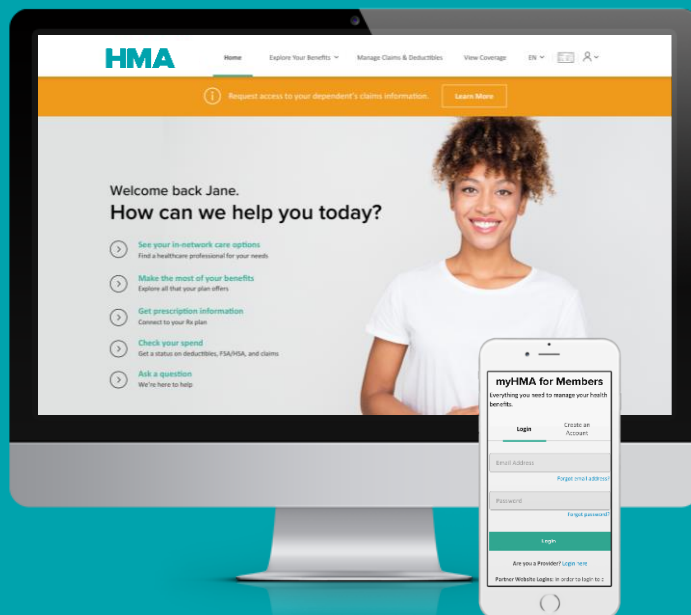 HMA
Home Explore Your Benefits Manage Claims & Deductibles View Coverage EN
Request access to your dependent's claims information. Learn More
Welcome back Jane.
How can we help you today?
See your in-network care options
Find a healthcare professional for your needs
Make the most of your benefits
Explore all that your plan offers
Get prescription information
Connect to your Rx plan
Check your spend
Get a status on deductibles, FSA/HSA, and claims
Ask a question
We're here to help
myHMA for Members
Everything you need to manage your health
benefits.
Login Create an
Account
Email Address
Forgot email address?
Password
Forgot password?
Login
Are you a Provider? Login here
Partner Website Logins: In order to login to